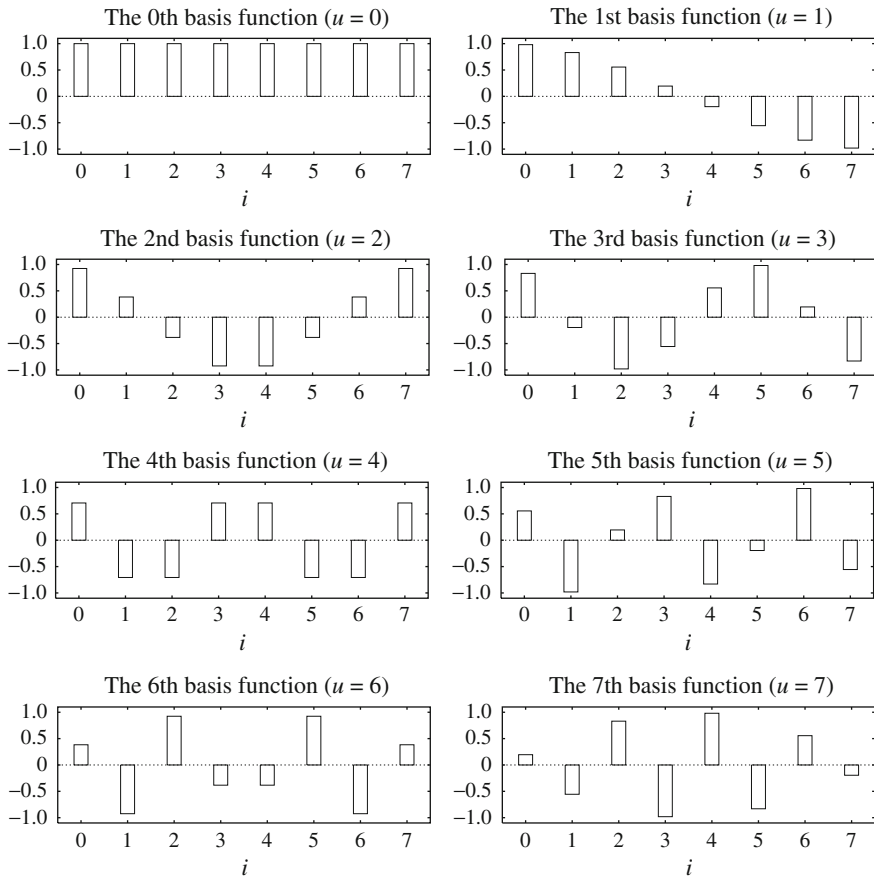 The 0th basis function (u = 0)
1.0
0.5
0
−0.5
−1.0
0 1 2 3 4 5 6 7
i
The 1st basis function (u = 1)
1.0
0.5
0
−0.5
−1.0
0 1 2 3 4 5 6 7
i
The 2nd basis function (u = 2)
1.0
0.5
0
−0.5
−1.0
0 1 2 3 4 5 6 7
i
The 3rd basis function (u = 3)
1.0
0.5
0
−0.5
−1.0
0 1 2 3 4 5 6 7
i
The 4th basis function (u = 4)
1.0
0.5
0
−0.5
−1.0
0 1 2 3 4 5 6 7
i
The 5th basis function (u = 5)
1.0
0.5
0
−0.5
−1.0
0 1 2 3 4 5 6 7
i
The 6th basis function (u = 6)
1.0
0.5
0
−0.5
−1.0
0 1 2 3 4 5 6 7
i
The 7th basis function (u = 7)
1.0
0.5
0
−0.5
−1.0
0 1 2 3 4 5 6 7
i